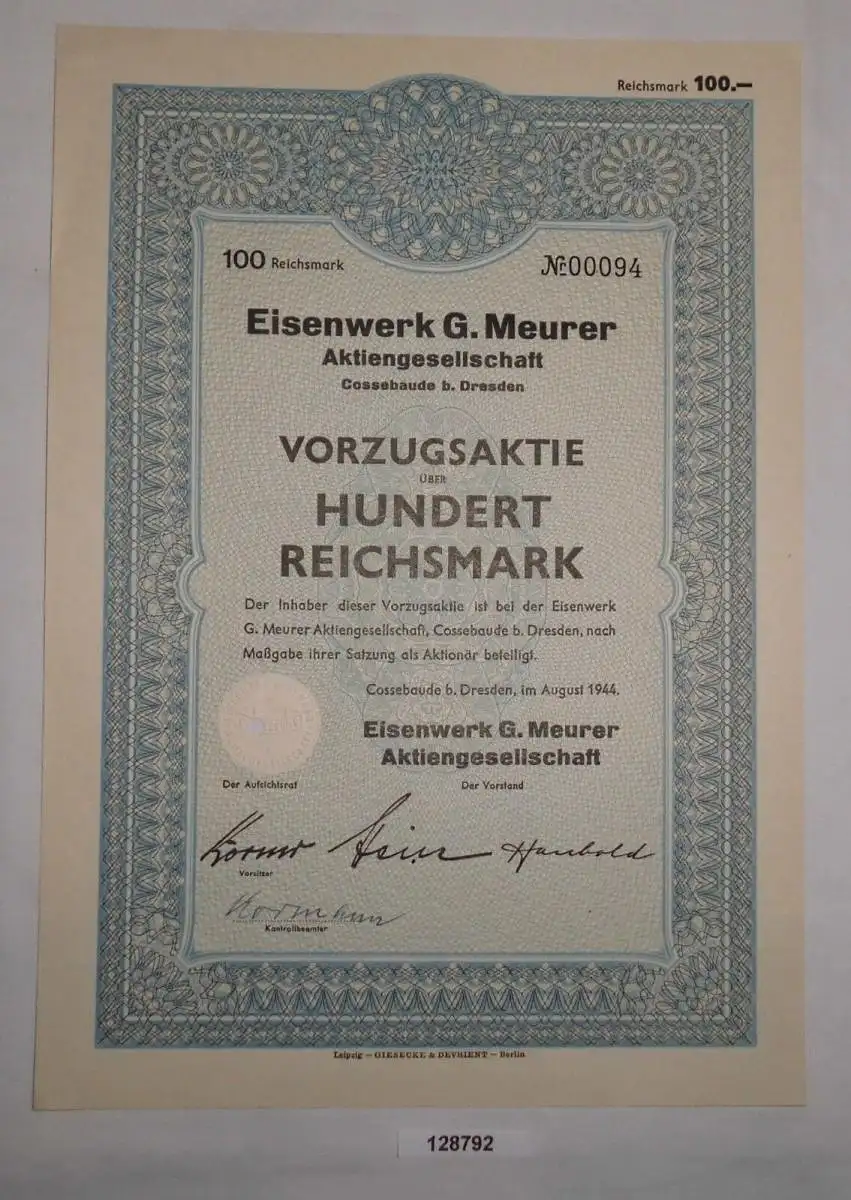 Reichsmark 100.—
100 Reichsmark
№ 00094
Eisenwerk G. Meurer
Aktiengesellschaft
Cossebaude b. Dresden
VORZUGSAKTIE
ÜBER
HUNDERT
REICHSMARK
Der Inhaber dieser Vorzugsaktie ist bei der Eisenwerk
G. Meurer Aktiengesellschaft, Cossebaude b. Dresden, nach
Maßgabe ihrer Satzung als Aktionär beteiligt.
Cossebaude b. Dresden, im August 1944.
Eisenwerk G. Meurer
Aktiengesellschaft
Der Aufsichtsrat
Der Vorstand
Haubold
Vorsitzer
Kontrollbeamter
Leipzig — GIESECKE & DEVRIENT — Berlin
128792